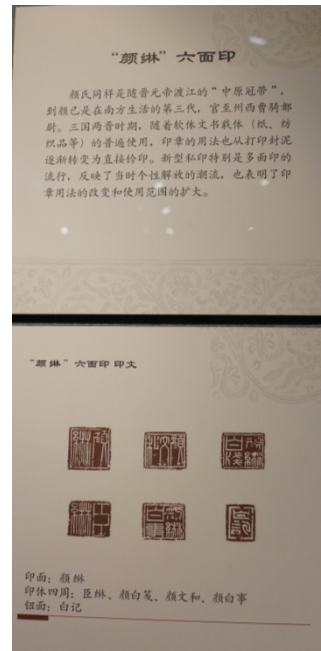 “颜綝”六面印
颜氏同样是随晋元帝渡江的“中原冠带”，
到颜已是在南方生活的第三代，官至州西曹骑都
尉。三国两晋时期，随着软体文书载体（纸、纺
织品等）的普遍使用，印章的用法也从打印封泥
逐渐转变为直接钤印。新型私印特别是多面印的
流行，反映了当时个性解放的潮流，也表明了印
章用法的改变和使用范围的扩大。
“颜綝”六面印 印文
印面：颜綝
印体四周：臣綝、颜白笺、颜文和、颜白事
钮面：白记